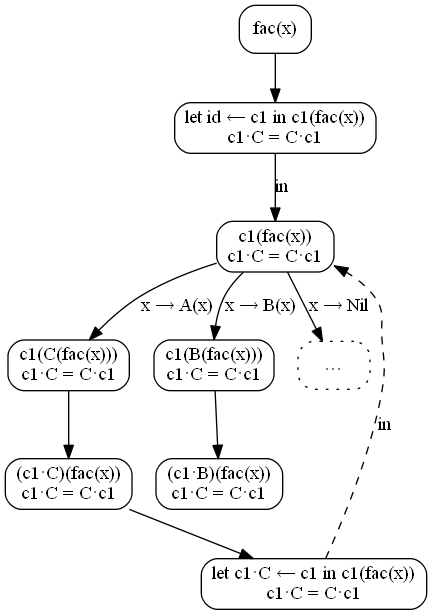 fac(x)
let id ← c1 in c1(fac(x))
c1·C = C·c1
in
c1(fac(x))
c1·C = C·c1
x → A(x)
x → B(x)
x → Nil
c1(C(fac(x)))
c1·C = C·c1
c1(B(fac(x)))
c1·C = C·c1
...
in
(c1·C)(fac(x))
c1·C = C·c1
(c1·B)(fac(x))
c1·C = C·c1
let c1·C ← c1 in c1(fac(x))
c1·C = C·c1